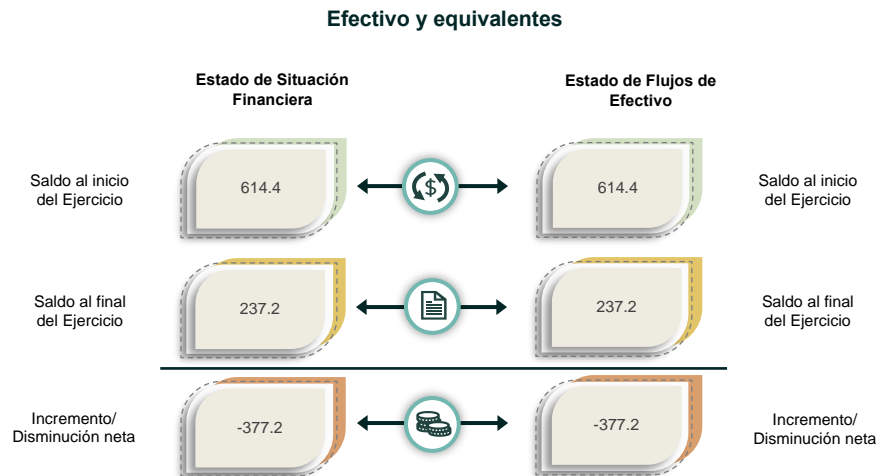 Efectivo y equivalentes
Estado de Situación
Financiera
Estado de Flujos de
Efectivo
Saldo al inicio
del Ejercicio
614.4
$
614.4
Saldo al inicio
del Ejercicio
Saldo al final
del Ejercicio
237.2
237.2
Saldo al final
del Ejercicio
Incremento/
Disminución neta
-377.2
-377.2
Incremento/
Disminución neta